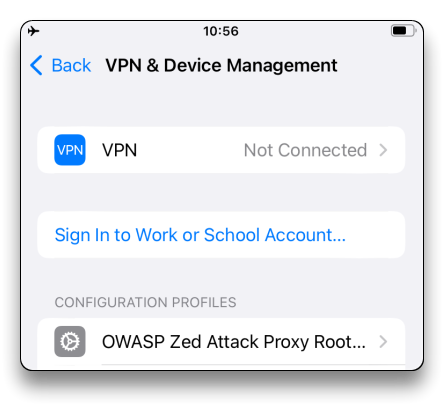 10:56
Back VPN & Device Management
VPN VPN Not Connected
Sign In to Work or School Account...
CONFIGURATION PROFILES
OWASP Zed Attack Proxy Root...